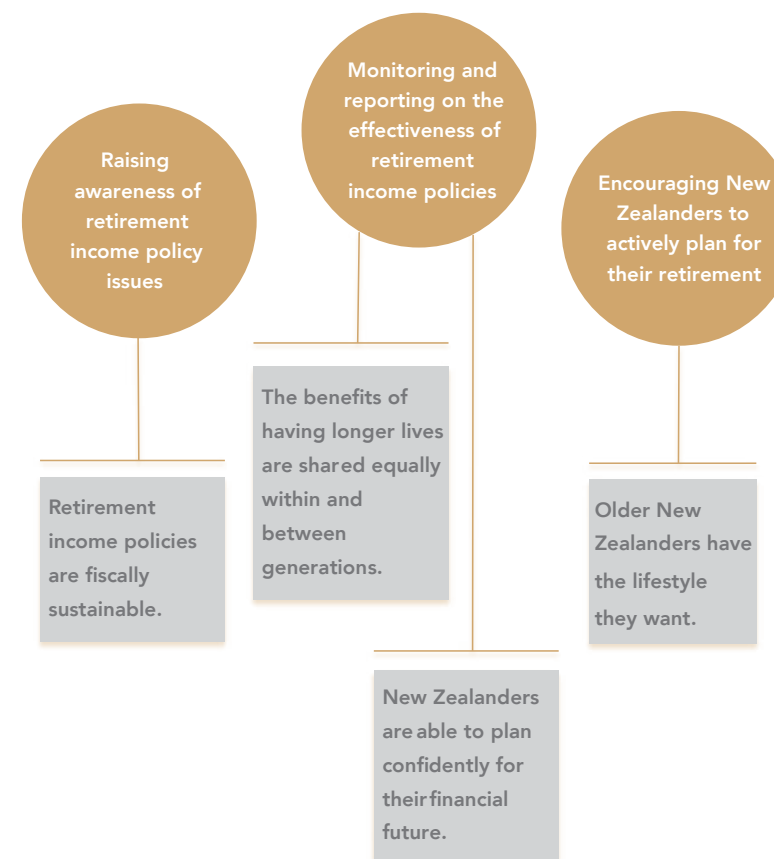 Raising
awareness of
retirement
income policy
issues
Monitoring and
reporting on the
effectiveness of
retirement
income policies
Encouraging New
Zealanders to
actively plan for
their retirement
Retirement
income policies
are fiscally
sustainable.
The benefits of
having longer lives
are shared equally
within and
between
generations.
New Zealanders
are able to plan
confidently for
their financial
future.
Older New
Zealanders have
the lifestyle
they want.